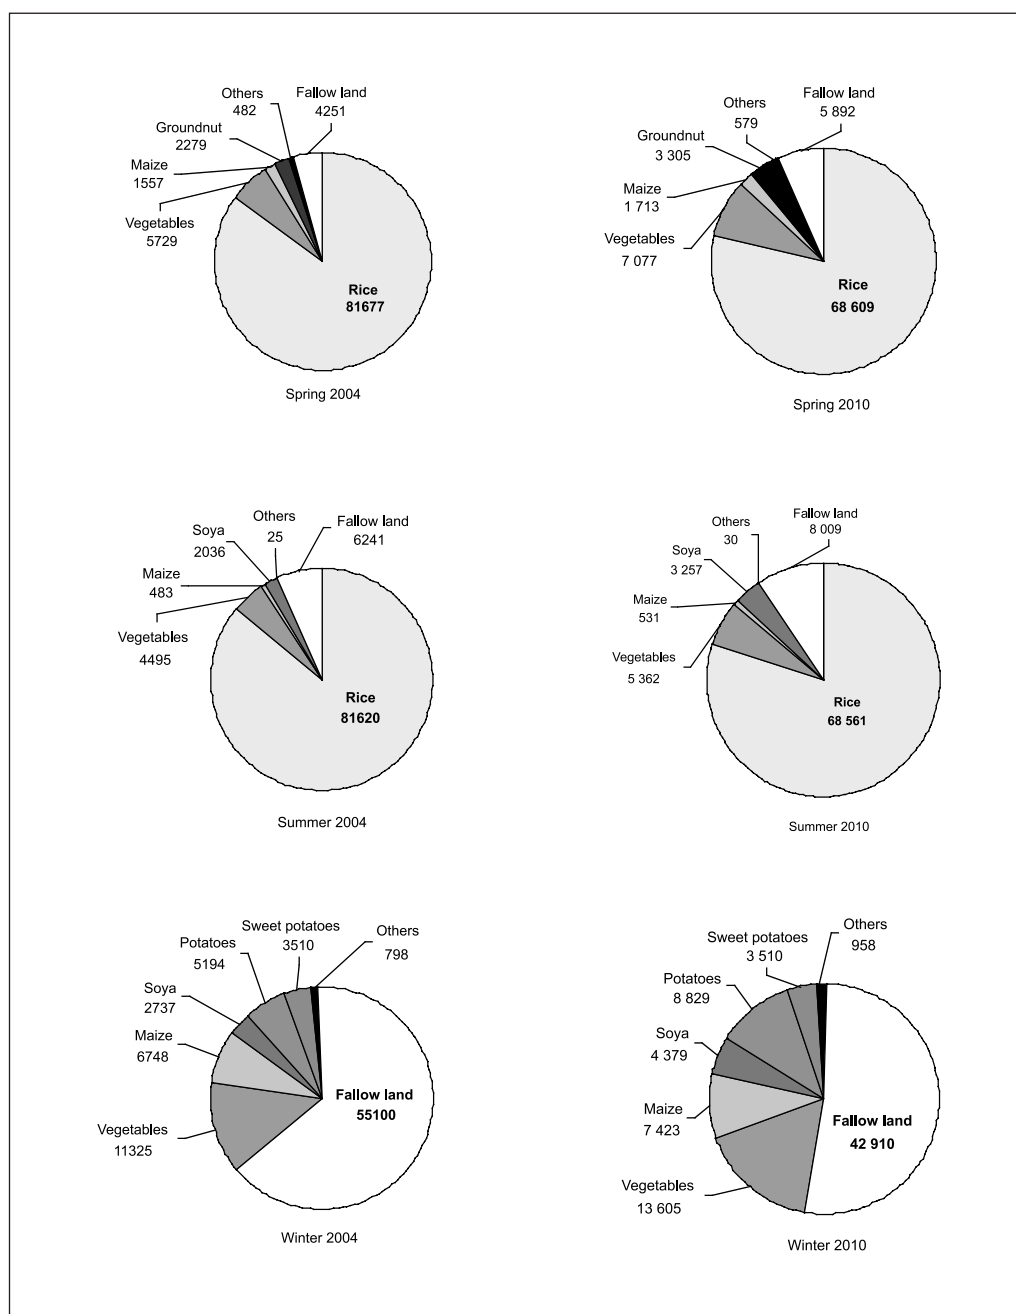 Others
482
Fallow land
4251
Groundnut
2279
Maize
1557
Vegetables
5729
Rice
81677
Spring 2004
Others
579
Fallow land
5 892
Groundnut
3 305
Maize
1 713
Vegetables
7 077
Rice
68 609
Spring 2010
Soya
2036
Others
25
Fallow land
6241
Maize
483
Vegetables
4495
Rice
81620
Summer 2004
Others
30
Fallow land
8 009
Soya
3 257
Maize
531
Vegetables
5 362
Rice
68 561
Summer 2010
Sweet potatoes
3510
Others
798
Potatoes
5194
Soya
2737
Maize
6748
Vegetables
11325
Fallow land
55100
Winter 2004
Sweet potatoes
3 510
Others
958
Potatoes
8 829
Soya
4 379
Maize
7 423
Vegetables
13 605
Fallow land
42 910
Winter 2010